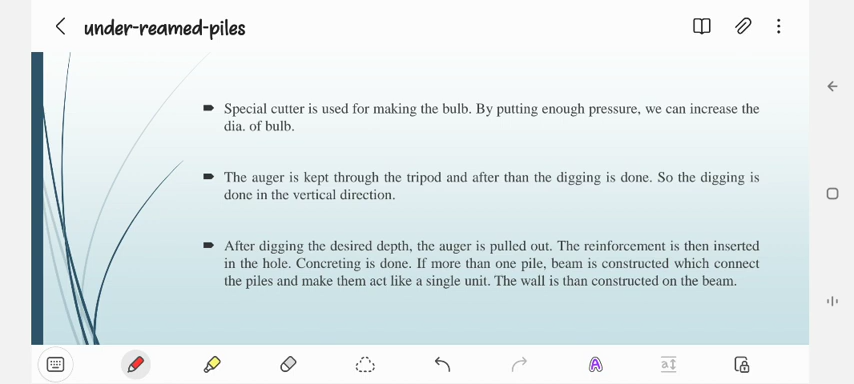 under-reamed-piles
Special cutter is used for making the bulb. By putting enough pressure, we can increase the
dia. of bulb.
The auger is kept through the tripod and after than the digging is done. So the digging is
done in the vertical direction.
After digging the desired depth, the auger is pulled out. The reinforcement is then inserted
in the hole. Concreting is done. If more than one pile, beam is constructed which connect
the piles and make them act like a single unit. The wall is than constructed on the beam.
A
a